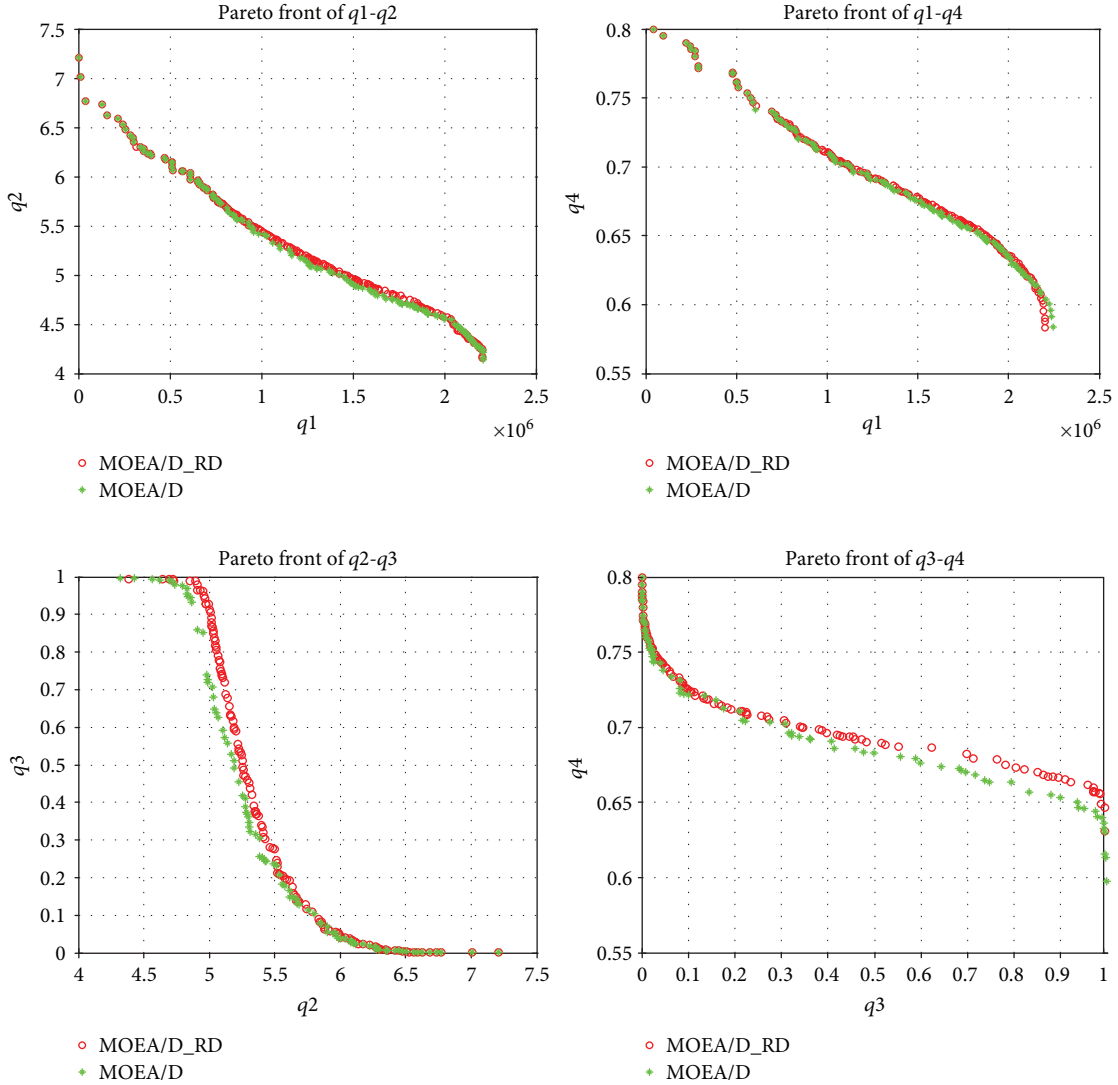 Pareto front of q1-q2
7.5
7
6.5
6
5.5
5
4.5
4
q2
0 0.5 1 1.5 2 2.5
q1
×10⁶
MOEA/D_RD
MOEA/D
Pareto front of q1-q4
0.8
0.75
0.7
0.65
0.6
0.55
q4
0 0.5 1 1.5 2 2.5
q1
×10⁶
MOEA/D_RD
MOEA/D
Pareto front of q2-q3
1
0.9
0.8
0.7
0.6
0.5
0.4
0.3
0.2
0.1
0
q3
4 4.5 5 5.5 6 6.5 7 7.5
q2
MOEA/D_RD
MOEA/D
Pareto front of q3-q4
0.8
0.75
0.7
0.65
0.6
0.55
q4
0 0.1 0.2 0.3 0.4 0.5 0.6 0.7 0.8 0.9 1
q3
MOEA/D_RD
MOEA/D